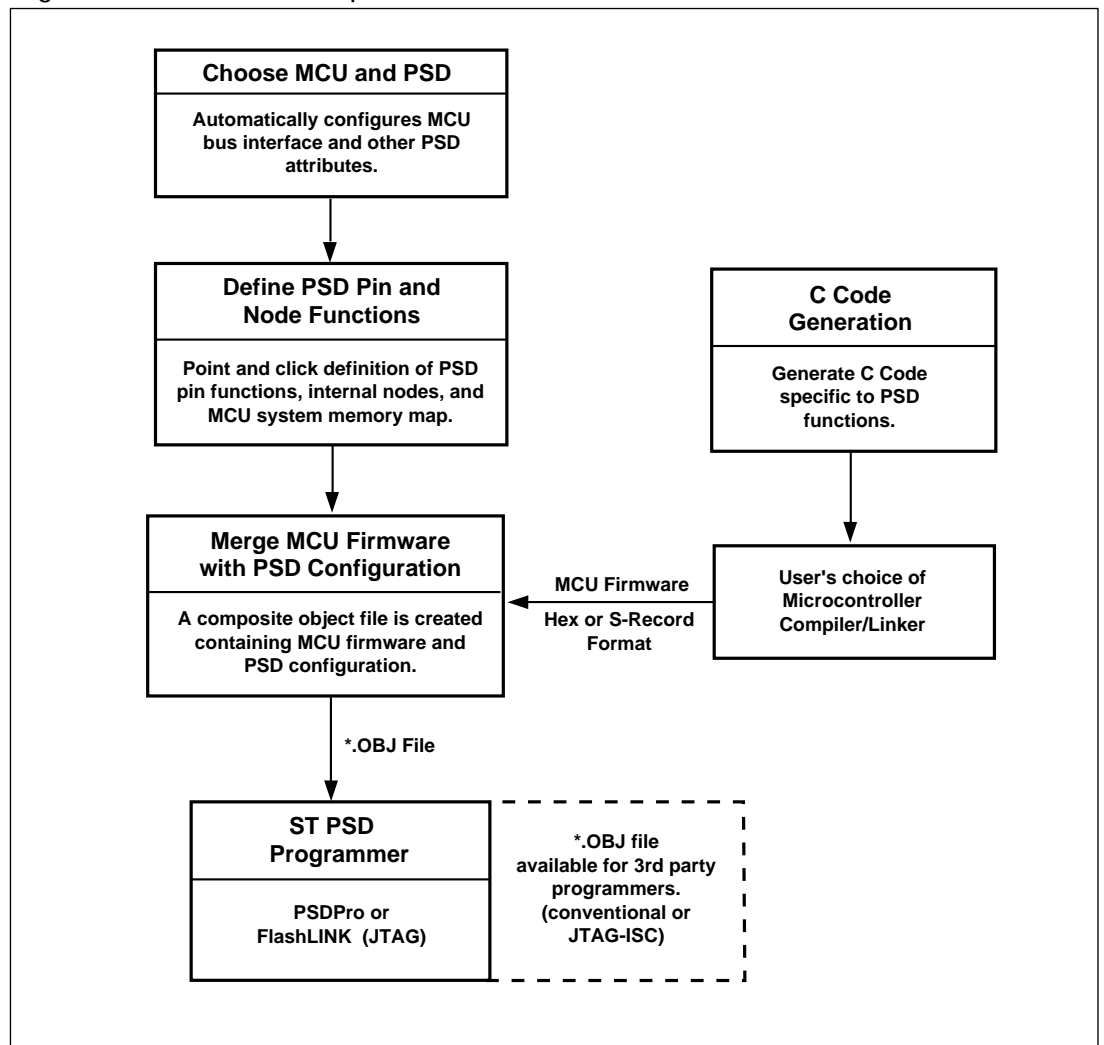 Choose MCU and PSD
Automatically configures MCU
bus interface and other PSD
attributes.
Define PSD Pin and
Node Functions
Point and click definition of PSD
pin functions, internal nodes, and
MCU system memory map.
C Code
Generation
Generate C Code
specific to PSD
functions.
Merge MCU Firmware
with PSD Configuration
A composite object file is created
containing MCU firmware and
PSD configuration.
MCU Firmware
Hex or S-Record
Format
User's choice of
Microcontroller
Compiler/Linker
*.OBJ File
ST PSD
Programmer
PSDPro or
FlashLINK (JTAG)
*.OBJ file
available for 3rd party
programmers.
(conventional or
JTAG-ISC)